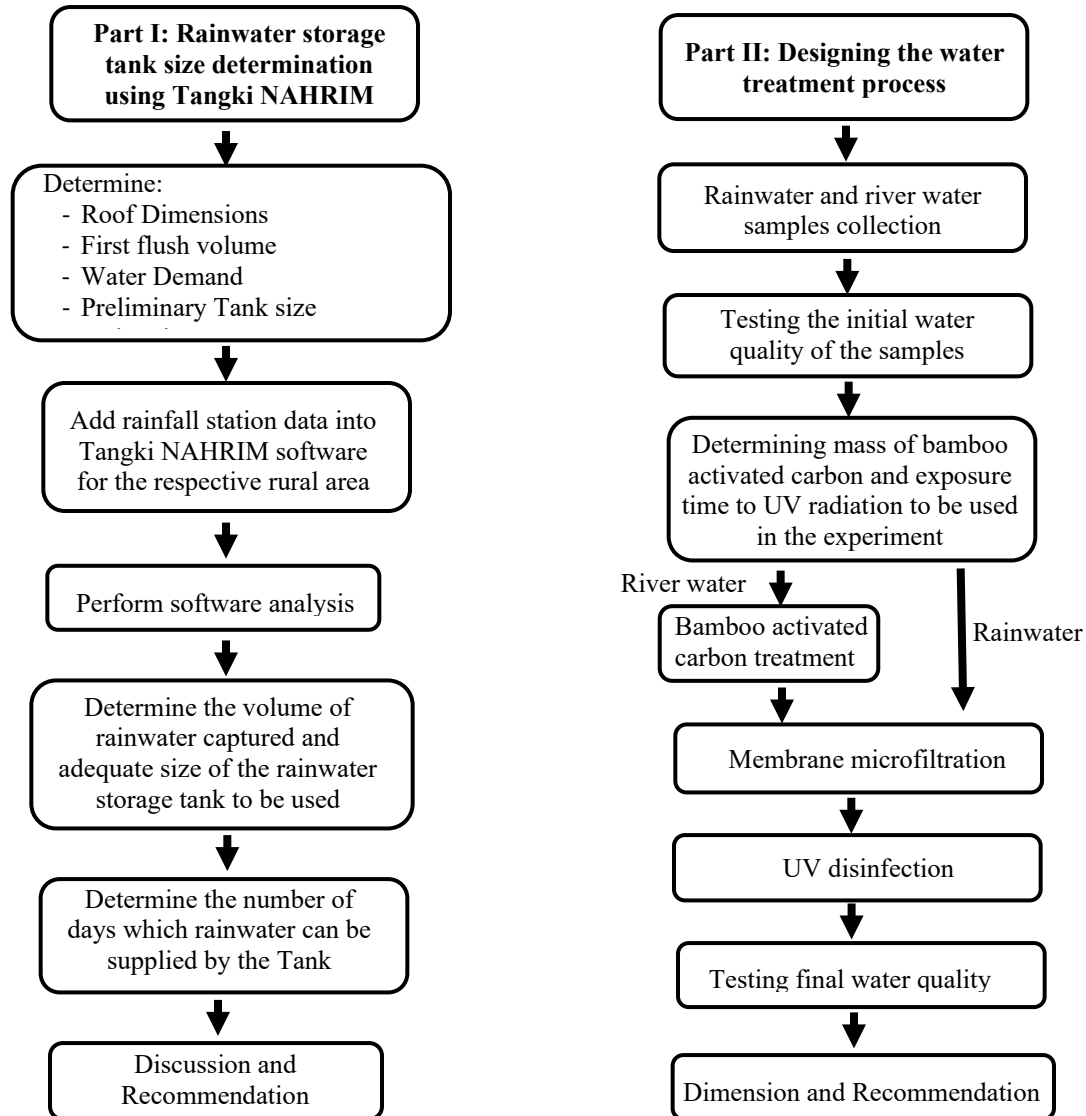 Part I: Rainwater storage
tank size determination
using Tangki NAHRIM
Determine:
- Roof Dimensions
- First flush volume
- Water Demand
- Preliminary Tank size
Add rainfall station data into
Tangki NAHRIM software
for the respective rural area
Perform software analysis
Determine the volume of
rainwater captured and
adequate size of the rainwater
storage tank to be used
Determine the number of
days which rainwater can be
supplied by the Tank
Discussion and
Recommendation
Part II: Designing the water
treatment process
Rainwater and river water
samples collection
Testing the initial water
quality of the samples
Determining mass of bamboo
activated carbon and exposure
time to UV radiation to be used
in the experiment
River water
Bamboo activated
carbon treatment
Rainwater
Membrane microfiltration
UV disinfection
Testing final water quality
Dimension and Recommendation